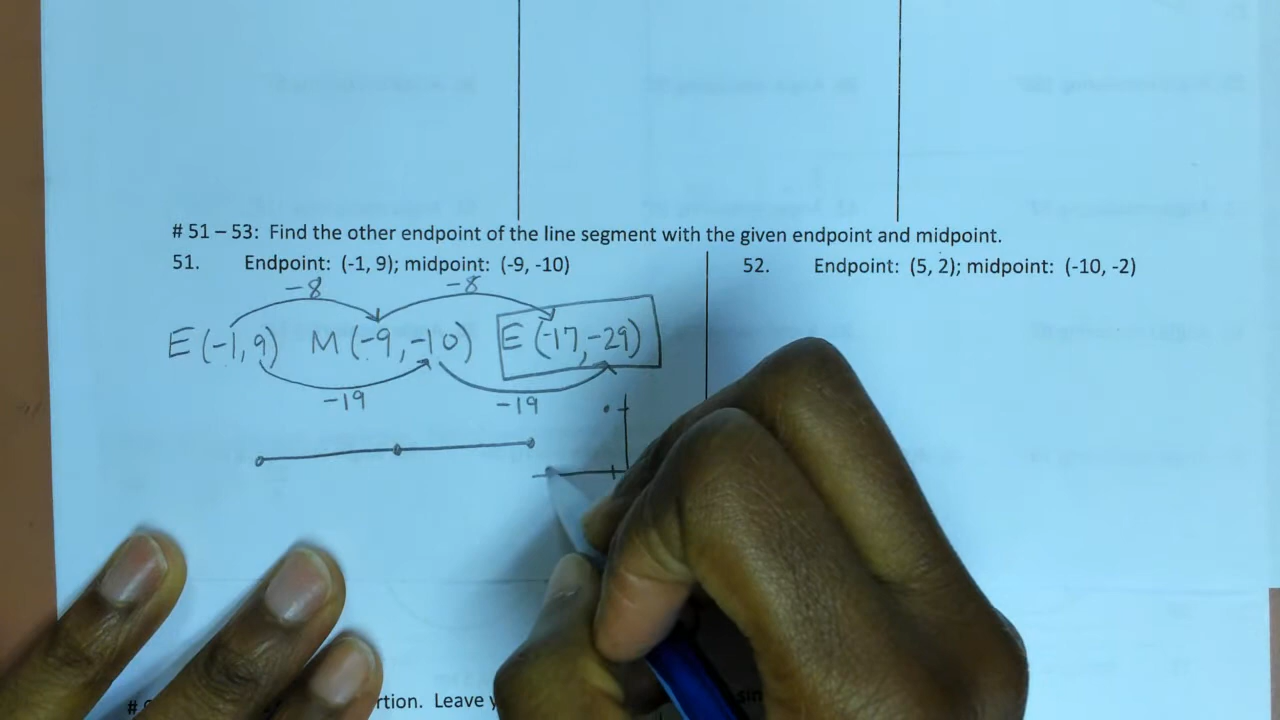 # 51 – 53: Find the other endpoint of the line segment with the given endpoint and midpoint.
51. Endpoint: (-1, 9); midpoint: (-9, -10)
-8 -8
E (-1, 9) M (-9, -10) E (-17, -29)
-19 -19
52. Endpoint: (5, 2); midpoint: (-10, -2)
rtion. Leave